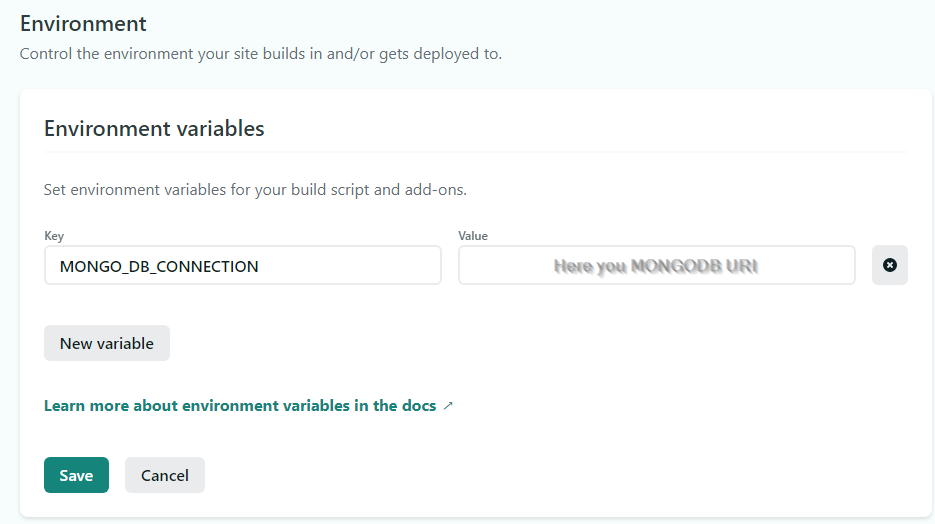 Environment
Control the environment your site builds in and/or gets deployed to.
Environment variables
Set environment variables for your build script and add-ons.
Key Value
MONGO_DB_CONNECTION Here you MONGODB URI
New variable
Learn more about environment variables in the docs ↗
Save Cancel